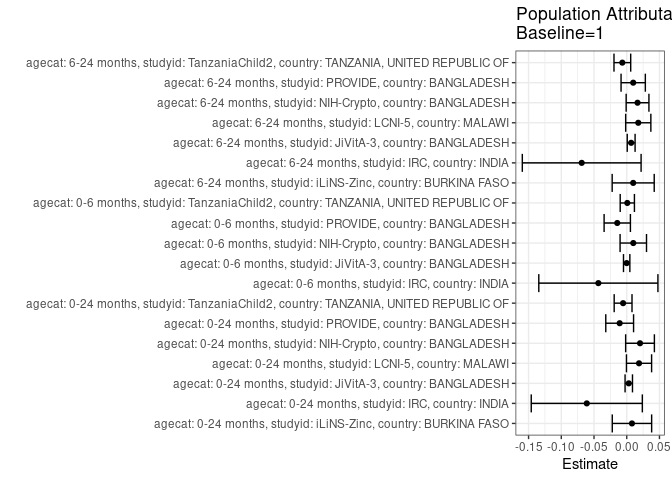 Population Attributa
Baseline=1
agecat: 6-24 months, studyid: TanzaniaChild2, country: TANZANIA, UNITED REPUBLIC OF
agecat: 6-24 months, studyid: PROVIDE, country: BANGLADESH
agecat: 6-24 months, studyid: NIH-Crypto, country: BANGLADESH
agecat: 6-24 months, studyid: LCNI-5, country: MALAWI
agecat: 6-24 months, studyid: JiVitA-3, country: BANGLADESH
agecat: 6-24 months, studyid: IRC, country: INDIA
agecat: 6-24 months, studyid: iLiNS-Zinc, country: BURKINA FASO
agecat: 0-6 months, studyid: TanzaniaChild2, country: TANZANIA, UNITED REPUBLIC OF
agecat: 0-6 months, studyid: PROVIDE, country: BANGLADESH
agecat: 0-6 months, studyid: NIH-Crypto, country: BANGLADESH
agecat: 0-6 months, studyid: JiVitA-3, country: BANGLADESH
agecat: 0-6 months, studyid: IRC, country: INDIA
agecat: 0-24 months, studyid: TanzaniaChild2, country: TANZANIA, UNITED REPUBLIC OF
agecat: 0-24 months, studyid: PROVIDE, country: BANGLADESH
agecat: 0-24 months, studyid: NIH-Crypto, country: BANGLADESH
agecat: 0-24 months, studyid: LCNI-5, country: MALAWI
agecat: 0-24 months, studyid: JiVitA-3, country: BANGLADESH
agecat: 0-24 months, studyid: IRC, country: INDIA
agecat: 0-24 months, studyid: iLiNS-Zinc, country: BURKINA FASO
-0.15 -0.10 -0.05 0.00 0.05
Estimate